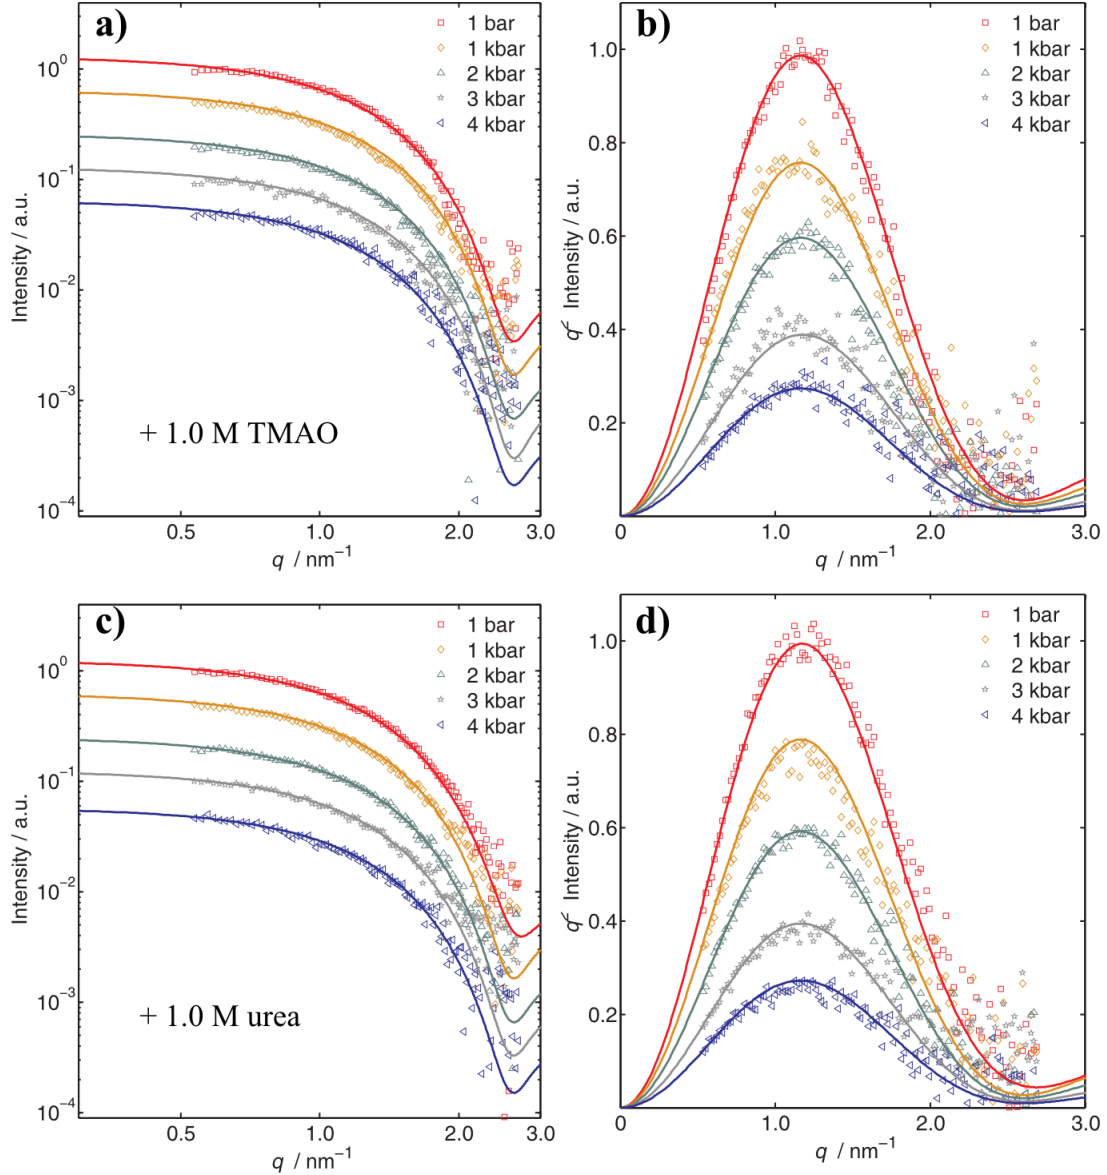 a)
1 bar
1 kbar
2 kbar
3 kbar
4 kbar
Intensity / a.u.
10⁰
10⁻¹
10⁻²
10⁻³
10⁻⁴
+ 1.0 M TMAO
0.5
1.0
2.0
3.0
q / nm⁻¹
b)
1 bar
1 kbar
2 kbar
3 kbar
4 kbar
q² Intensity / a.u.
1.0
0.8
0.6
0.4
0.2
0
1.0
2.0
3.0
q / nm⁻¹
c)
1 bar
1 kbar
2 kbar
3 kbar
4 kbar
Intensity / a.u.
10⁰
10⁻¹
10⁻²
10⁻³
10⁻⁴
+ 1.0 M urea
0.5
1.0
2.0
3.0
q / nm⁻¹
d)
1 bar
1 kbar
2 kbar
3 kbar
4 kbar
q² Intensity / a.u.
1.0
0.8
0.6
0.4
0.2
0
1.0
2.0
3.0
q / nm⁻¹